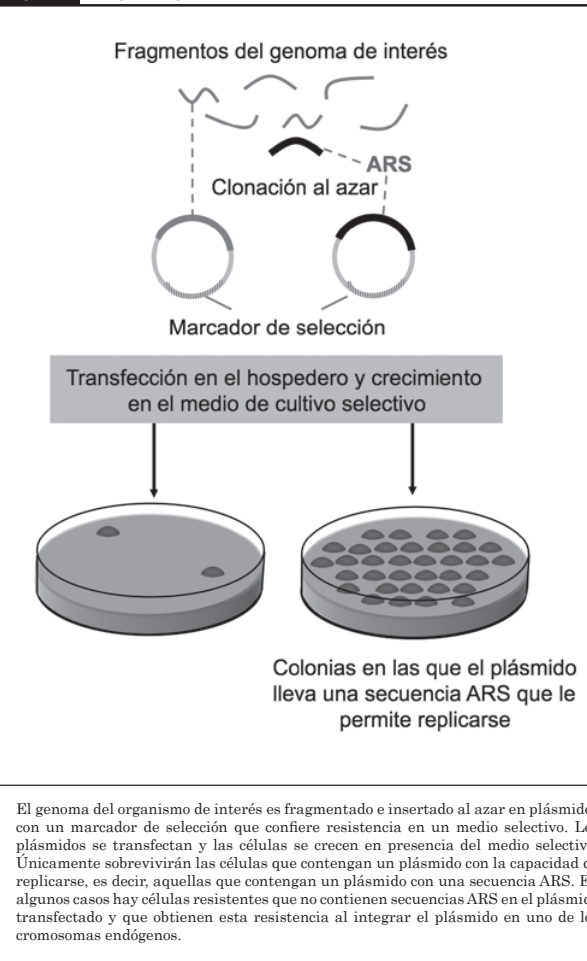 Fragmentos del genoma de interés
ARS
Clonación al azar
Marcador de selección
Transfección en el hospedero y crecimiento
en el medio de cultivo selectivo
Colonias en las que el plásmido
lleva una secuencia ARS que le
permite replicarse
El genoma del organismo de interés es fragmentado e insertado al azar en plásmido
con un marcador de selección que confiere resistencia en un medio selectivo. Lo
plásmidos se transfectan y las células se crecen en presencia del medio selectiv
Únicamente sobrevivirán las células que contengan un plásmido con la capacidad d
replicarse, es decir, aquellas que contengan un plásmido con una secuencia ARS. E
algunos casos hay células resistentes que no contienen secuencias ARS en el plásmid
transfectado y que obtienen esta resistencia al integrar el plásmido en uno de lo
cromosomas endógenos.